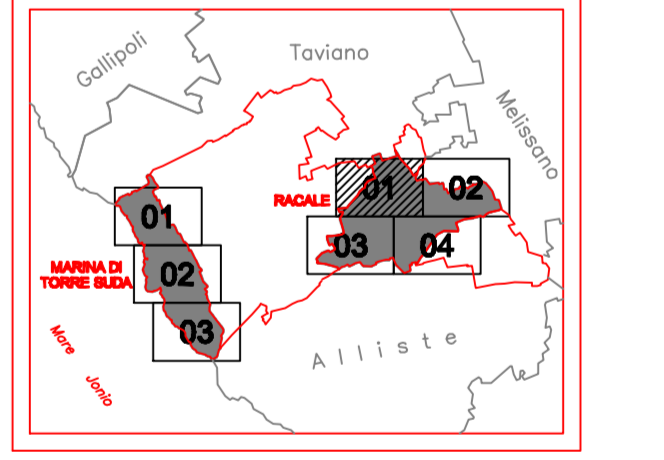 Gallipoli
Taviano
Melissano
RACALE
01
02
03
04
01
MARINA DI
TORRE SUDA
02
03
Mare
Jonio
Alliste